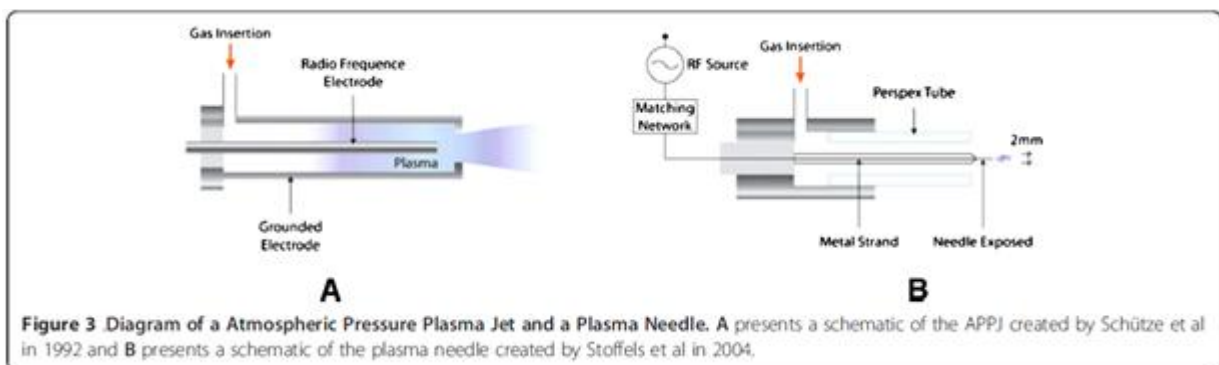 Gas Insertion
Radio Frequence
Electrode
Plasma
Grounded
Electrode
A
RF Source
Matching
Network
Gas Insertion
Perspex Tube
2mm
Metal Strand
Needle Exposed
B
Figure 3 Diagram of a Atmospheric Pressure Plasma Jet and a Plasma Needle. A presents a schematic of the APPJ created by Schütze et al
in 1992 and B presents a schematic of the plasma needle created by Stoffels et al in 2004.